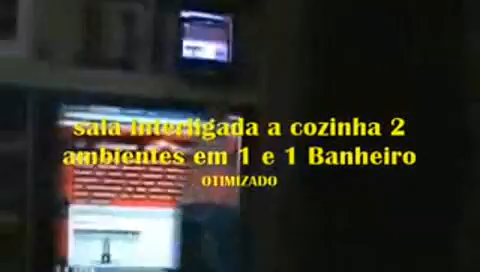 sala interligada a cozinha 2
ambientes em 1 e 1 Banheiro
OTIMIZADO